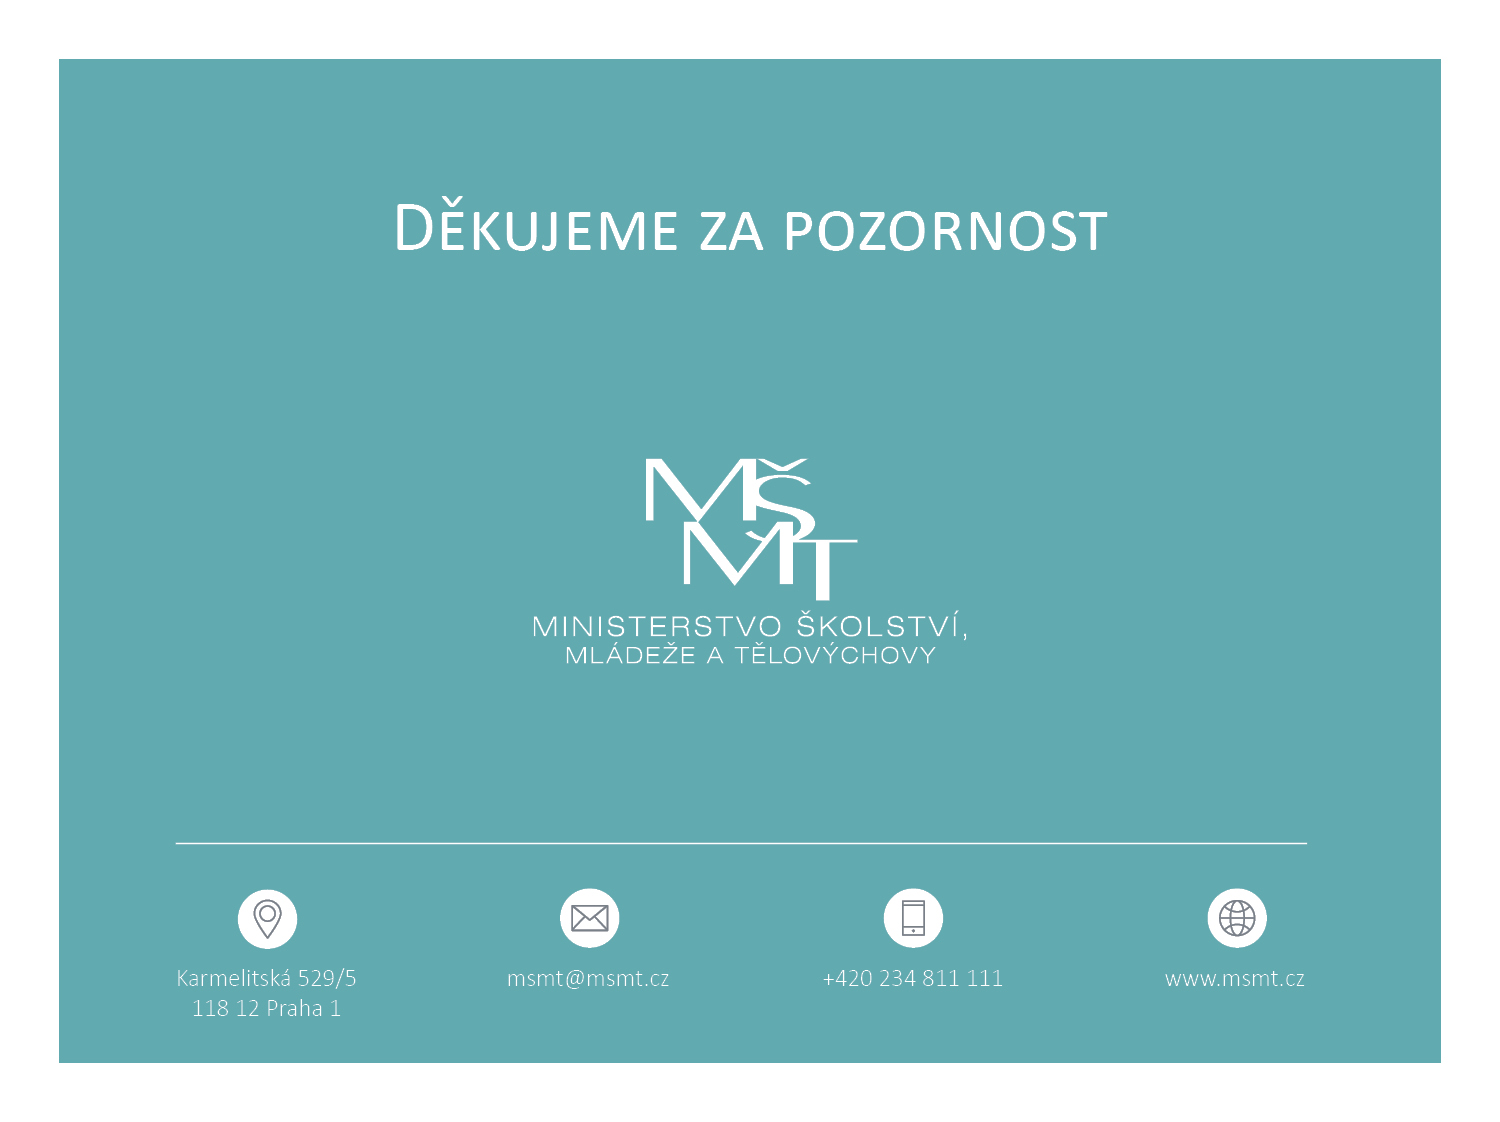 Děkujeme za pozornost
MŠMT
MINISTERSTVO ŠKOLSTVÍ,
MLÁDEŽE A TĚLOVÝCHOVY
Karmelitská 529/5
118 12 Praha 1
msmt@msmt.cz
+420 234 811 111
www.msmt.cz